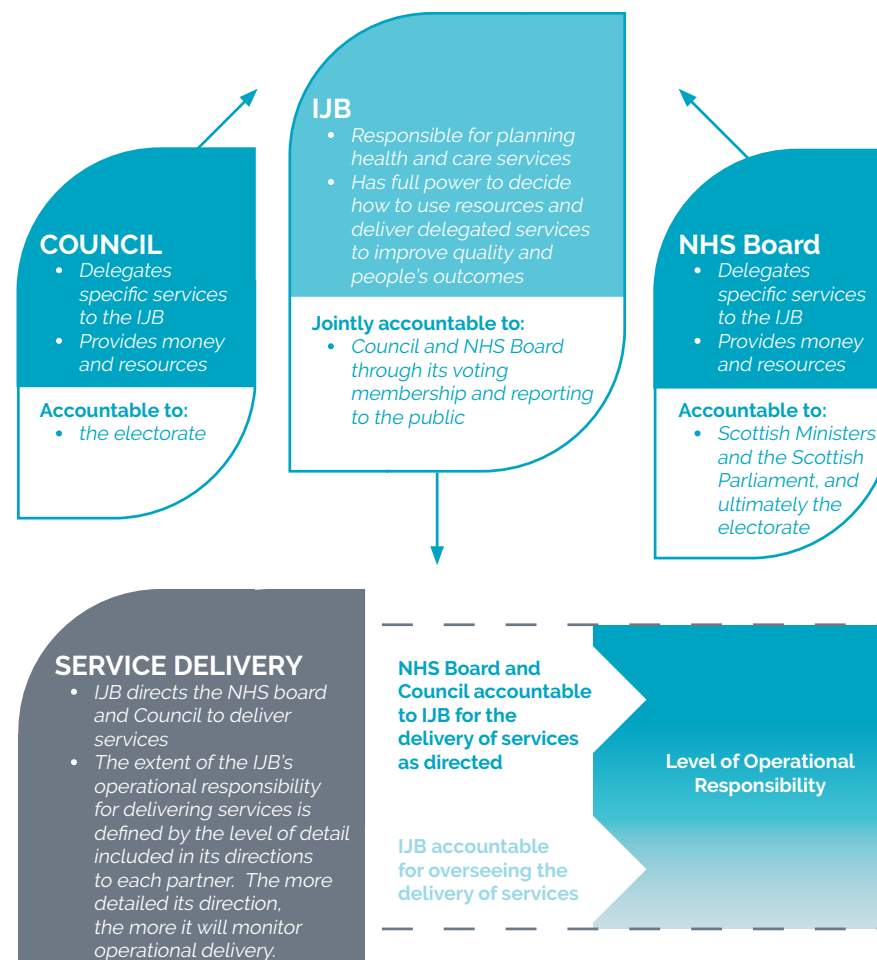 IJB
• Responsible for planning
health and care services
• Has full power to decide
how to use resources and
deliver delegated services
to improve quality and
people's outcomes
Jointly accountable to:
• Council and NHS Board
through its voting
membership and reporting
to the public
COUNCIL
• Delegates
specific services
to the IJB
• Provides money
and resources
Accountable to:
• the electorate
NHS Board
• Delegates
specific services
to the IJB
• Provides money
and resources
Accountable to:
• Scottish Ministers
and the Scottish
Parliament, and
ultimately the
electorate
SERVICE DELIVERY
• IJB directs the NHS board
and Council to deliver
services
• The extent of the IJB's
operational responsibility
for delivering services is
defined by the level of detail
included in its directions
to each partner. The more
detailed its direction,
the more it will monitor
operational delivery.
NHS Board and
Council accountable
to IJB for the
delivery of services
as directed
IJB accountable
for overseeing the
delivery of services
Level of Operational
Responsibility